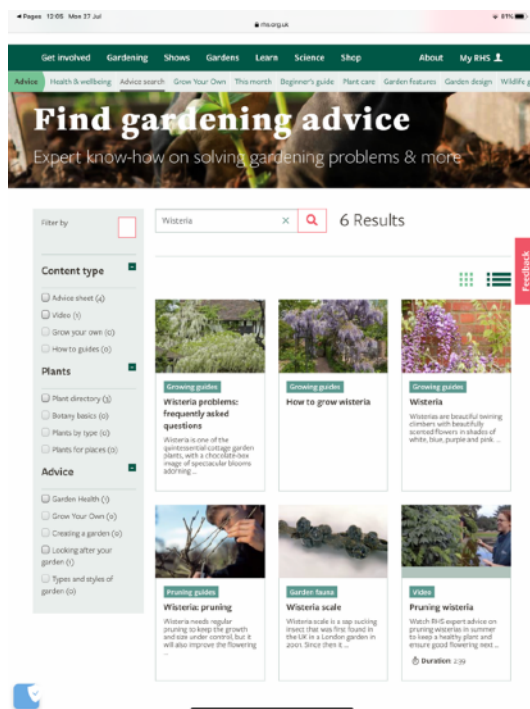 Pages 12:05 Mon 27 Jul
rhs.org.uk
81%
Get involved Gardening Shows Gardens Learn Science Shop About My RHS
Advice Health & wellbeing Advice search Grow Your Own This month Beginner's guide Plant care Garden features Garden design Wildlife g
Find gardening advice
Expert know-how on solving gardening problems & more
Filter by
Wisteria
6 Results
Feedback
Content type
Advice sheet (4)
Video (1)
Grow your own (0)
How to guides (0)
Plants
Plant directory (3)
Botany basics (0)
Plants by type (0)
Plants for places (0)
Advice
Garden Health (1)
Grow Your Own (0)
Creating a garden (0)
Looking after your
garden (1)
Types and styles of
garden (0)
Growing guides
Wisteria problems:
frequently asked
questions
Wisteria is one of the
quintessential cottage garden
plants, with a chocolate-box
image of spectacular blooms
adorning ...
Growing guides
How to grow wisteria
Growing guides
Wisteria
Wisterias are beautiful twining
climbers with beautifully
scented flowers in shades of
white, blue, purple and pink. ...
Pruning guides
Wisteria: pruning
Wisteria needs regular
pruning to keep the growth
and size under control, but it
will also improve the flowering
...
Garden fauna
Wisteria scale
Wisteria scale is a sap sucking
insect that was first found in
the UK in a London garden in
2001. Since then it ...
Video
Pruning wisteria
Watch RHS expert advice on
pruning wisterias in summer
to keep a healthy plant and
ensure good flowering next ...
Duration 2:39